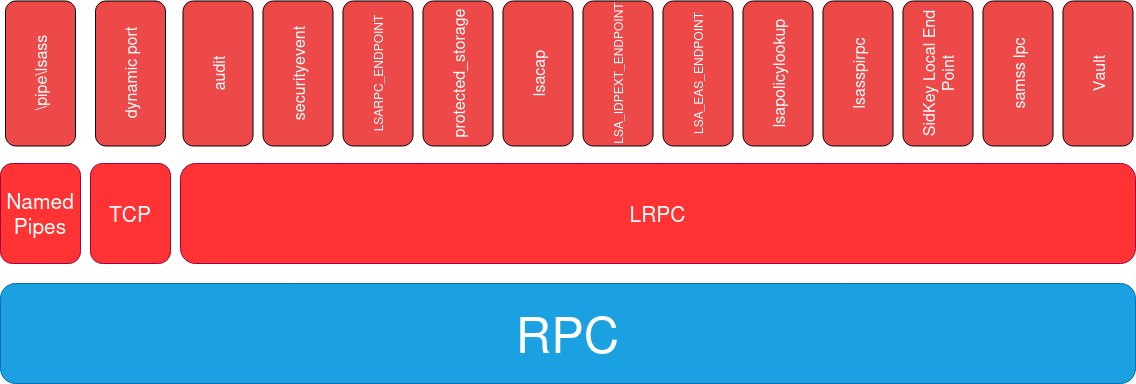 \pipe\lsass
dynamic port
audit
securityevent
LSARPC_ENDPOINT
protected_storage
lsacap
LSA_IDPEXT_ENDPOINT
LSA_EAS_ENDPOINT
lsapolicylookup
lsasspirpc
SidKey Local End
Point
samss lpc
Vault
Named
Pipes
TCP
LRPC
RPC